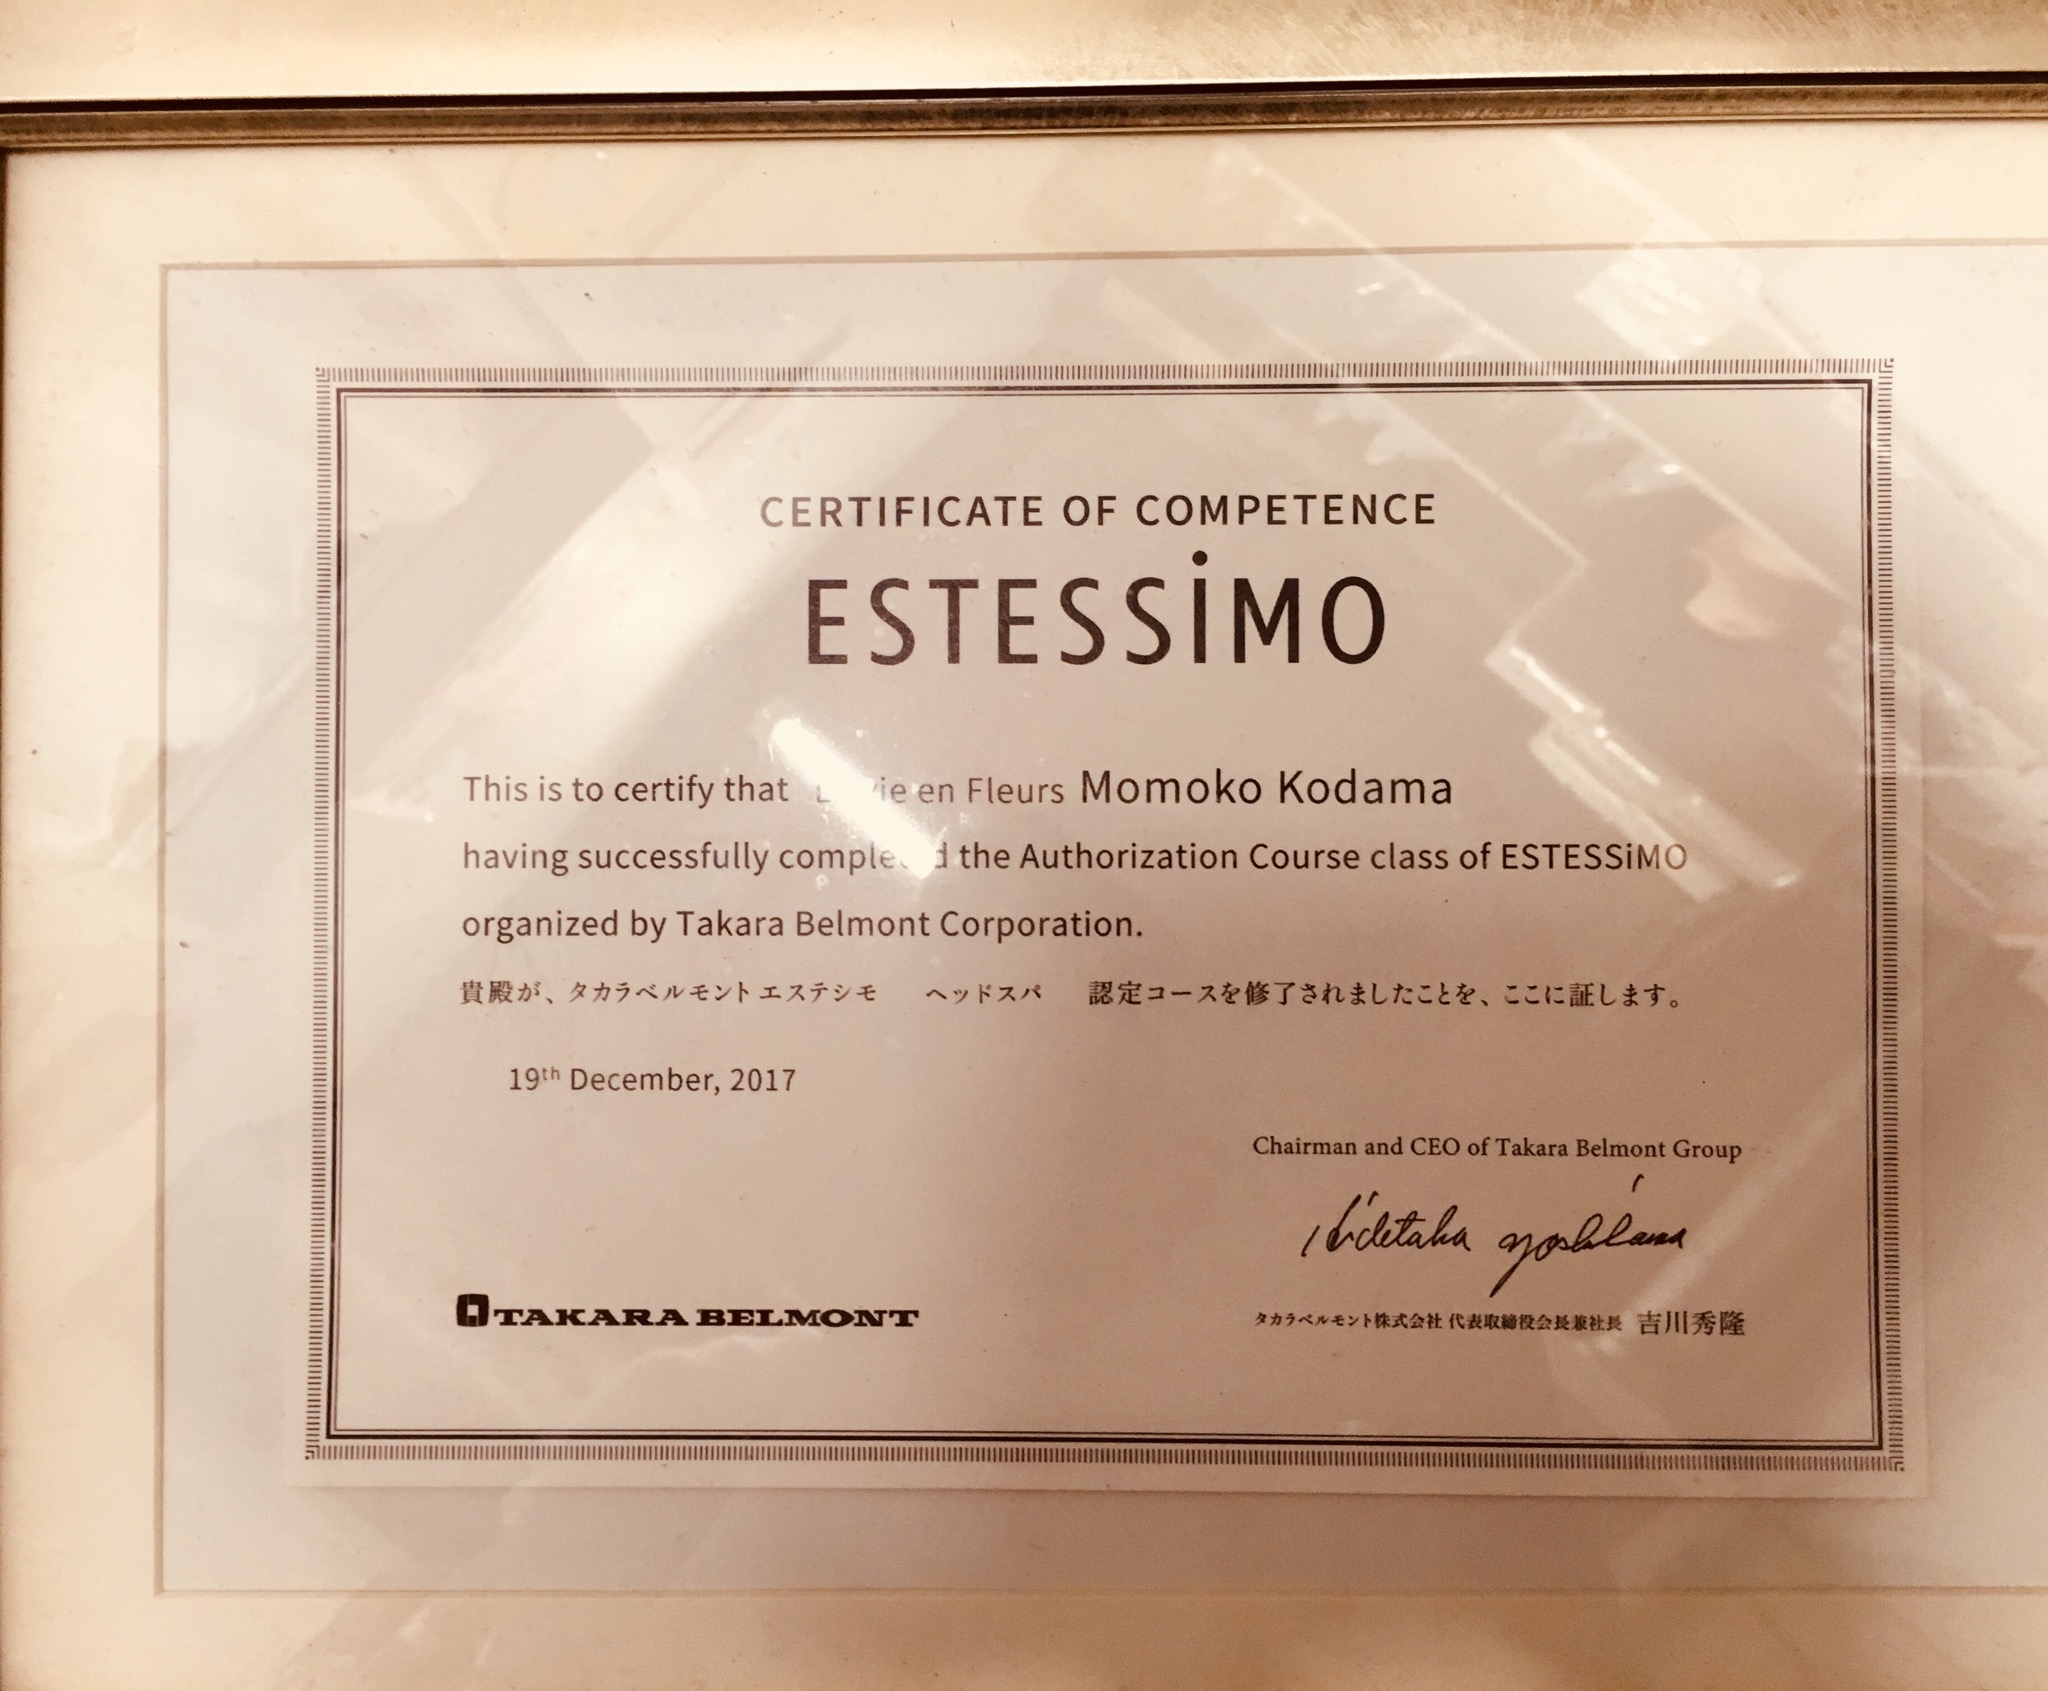 CERTIFICATE OF COMPETENCE
ESTESSiMO
This is to certify that en Fleurs Momoko Kodama
having successfully the Authorization Course class of ESTESSiMO
organized by Takara Belmont Corporation.
貴殿が、タカラベルモント エステシモ ヘッドスパ 認定コースを修了されましたことを、ここに証します。
19th December, 2017
Chairman and CEO of Takara Belmont Group
Hidetaka Yoshikawa
TAKARA BELMONT
タカラベルモント株式会社 代表取締役会長兼社長 吉川秀隆